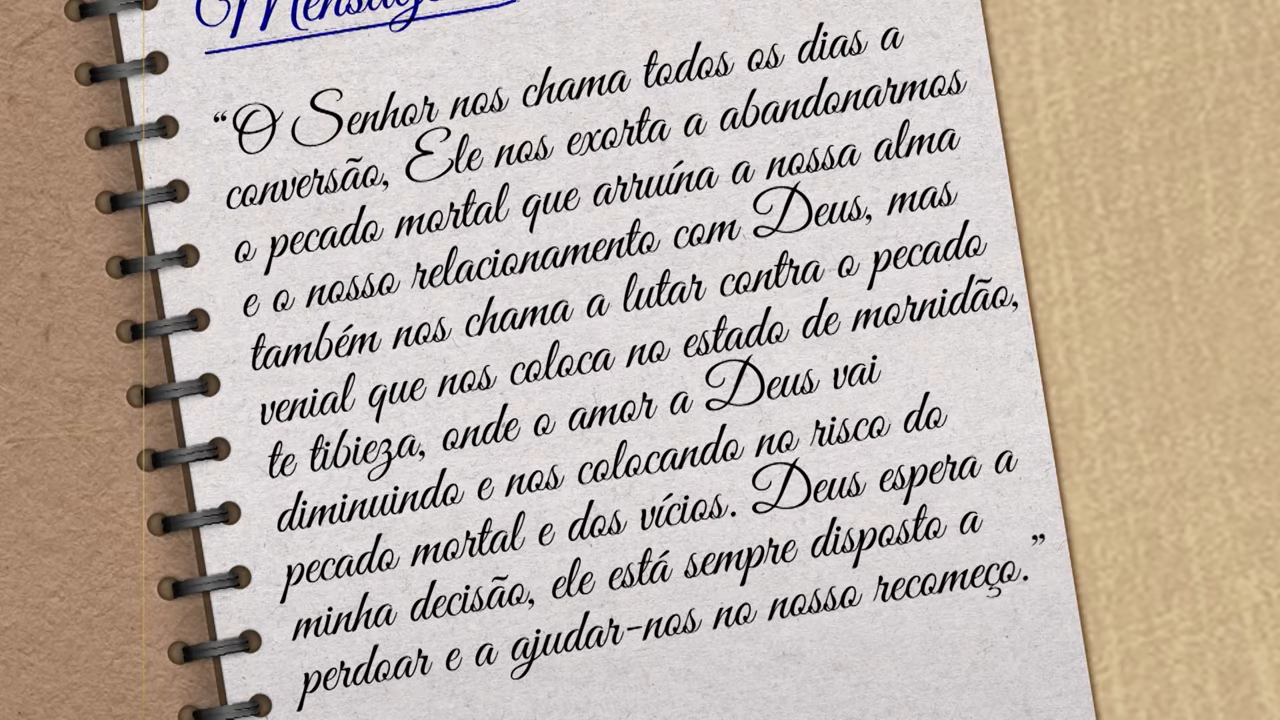 “O Senhor nos chama todos os dias a
conversão, Ele nos exorta a abandonarmos
o pecado mortal que arruína a nossa alma
e o nosso relacionamento com Deus, mas
também nos chama a lutar contra o pecado
venial que nos coloca no estado de mornidão,
te tibieza, onde o amor a Deus vai
diminuindo e nos colocando no risco do
pecado mortal e dos vícios. Deus espera a
minha decisão, ele está sempre disposto a
perdoar e a ajudar-nos no nosso recomeço.”